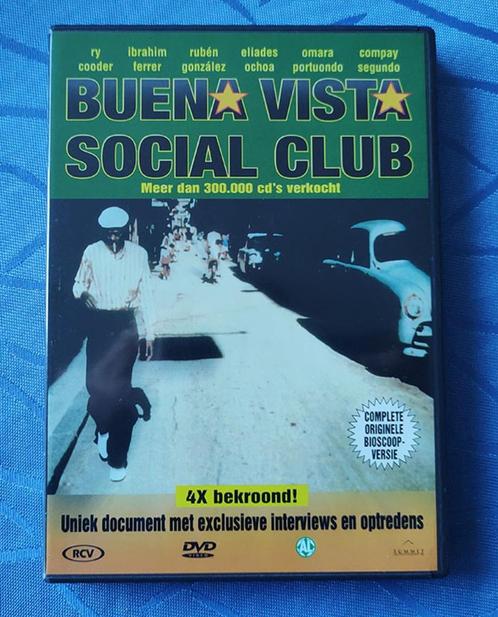 ry ibrahim rubén eliades omara compay
cooder ferrer gonzález ochoa portuondo segundo
BUENA VISTA
SOCIAL CLUB
Meer dan 300.000 cd's verkocht
COMPLETE
ORIGINELE
BIOSCOOP-
VERSIE
4X bekroond!
Uniek document met exclusieve interviews en optredens
RCV DVD VIDEO AL SUMMIT